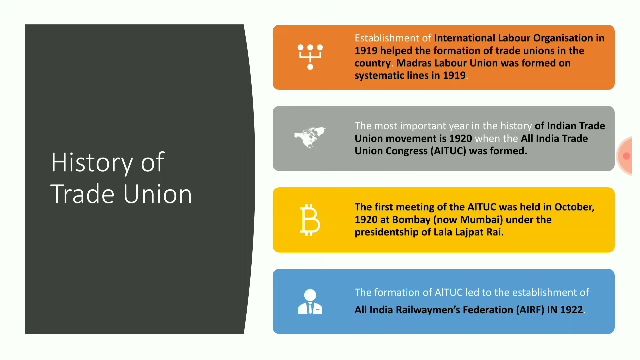 History of
Trade Union
Establishment of International Labour Organisation in
1919 helped the formation of trade unions in the
country. Madras Labour Union was formed on
systematic lines in 1919.
The most important year in the history of Indian Trade
Union movement is 1920 when the All India Trade
Union Congress (AITUC) was formed.
The first meeting of the AITUC was held in October,
1920 at Bombay (now Mumbai) under the
presidentship of Lala Lajpat Rai.
The formation of AITUC led to the establishment of
All India Railwaymen's Federation (AIRF) IN 1922.